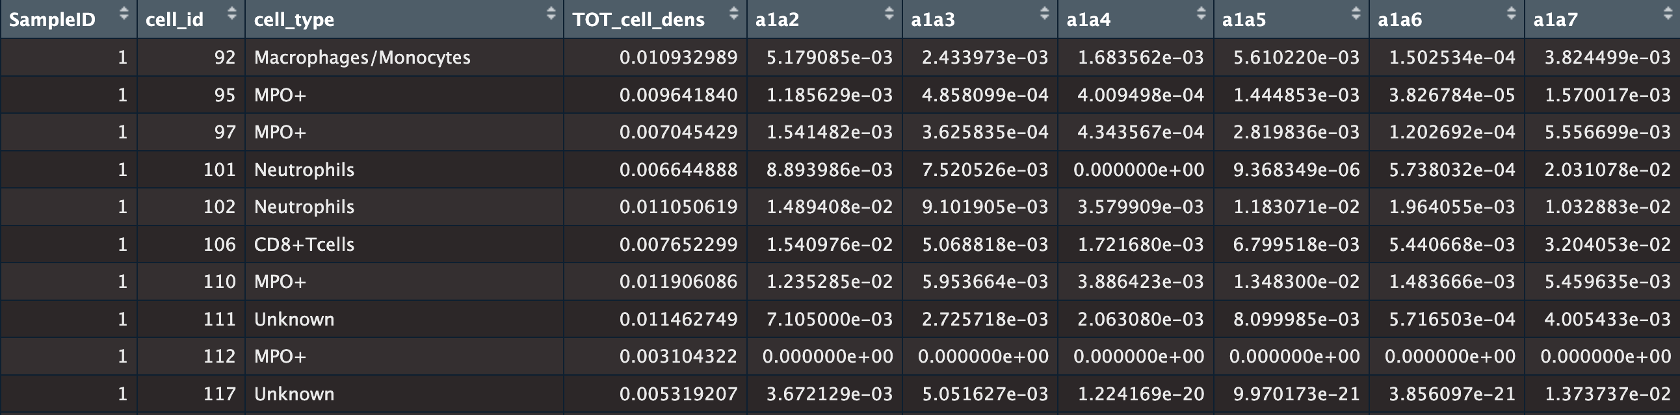 SampleID cell_id cell_type TOT_cell_dens a1a2 a1a3 a1a4 a1a5 a1a6 a1a7
1 92 Macrophages/Monocytes 0.010932989 5.179085e-03 2.433973e-03 1.683562e-03 5.610220e-03 1.502534e-04 3.824499e-03
1 95 MPO+ 0.009641840 1.185629e-03 4.858099e-04 4.009498e-04 1.444853e-03 3.826784e-05 1.570017e-03
1 97 MPO+ 0.007045429 1.541482e-03 3.625835e-04 4.343567e-04 2.819836e-03 1.202692e-04 5.556699e-03
1 101 Neutrophils 0.006644888 8.893986e-03 7.520526e-03 0.000000e+00 9.368349e-06 5.738032e-04 2.031078e-02
1 102 Neutrophils 0.011050619 1.489408e-02 9.101905e-03 3.579909e-03 1.183071e-02 1.964055e-03 1.032883e-02
1 106 CD8+Tcells 0.007652299 1.540976e-02 5.068818e-03 1.721680e-03 6.799518e-03 5.440668e-03 3.204053e-02
1 110 MPO+ 0.011906086 1.235225e-02 5.953664e-03 3.886423e-03 1.348300e-02 1.483666e-03 5.459635e-03
1 111 Unknown 0.011462749 7.105000e-03 2.725718e-03 2.063080e-03 8.099985e-03 5.716503e-04 4.005433e-03
1 112 MPO+ 0.003104322 0.000000e+00 0.000000e+00 0.000000e+00 0.000000e+00 0.000000e+00 0.000000e+00
1 117 Unknown 0.005319207 3.672129e-03 5.051627e-03 1.224169e-20 9.970173e-21 3.856097e-21 1.373737e-02